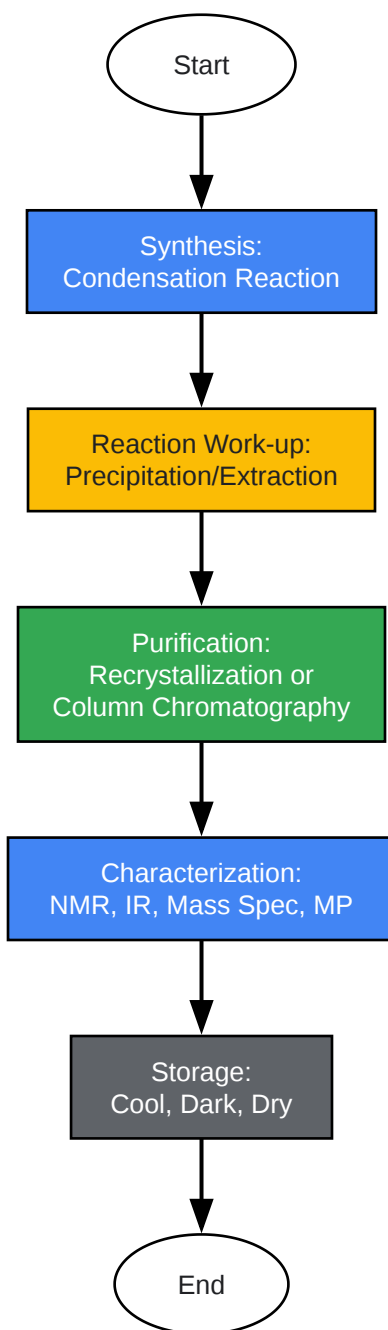 Start
Synthesis:
Condensation Reaction
Reaction Work-up:
Precipitation/Extraction
Purification:
Recrystallization or
Column Chromatography
Characterization:
NMR, IR, Mass Spec, MP
Storage:
Cool, Dark, Dry
End